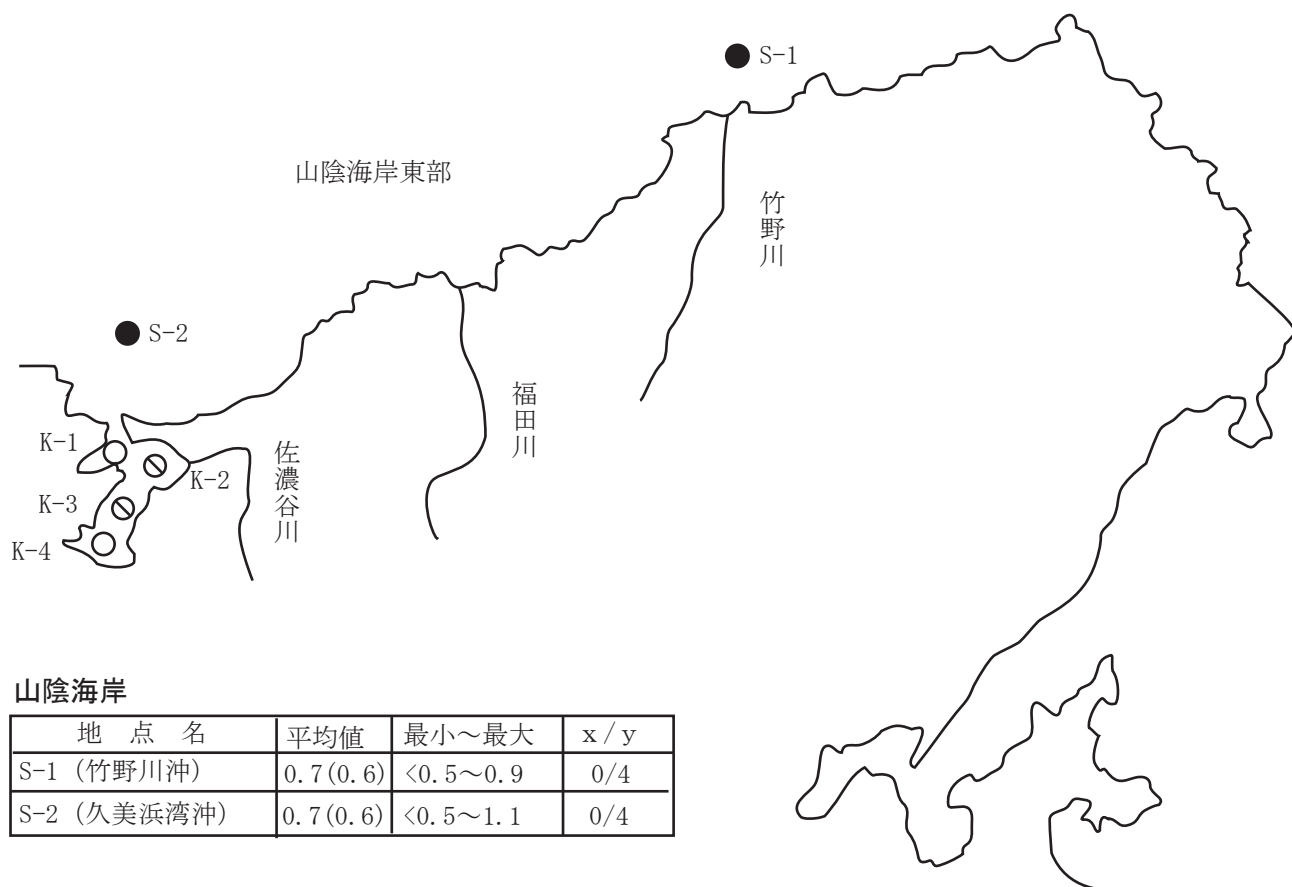 S-1
山陰海岸東部
竹野川
S-2
福田川
K-1
佐濃谷川
K-2
K-3
K-4
山陰海岸
地 点 名 平均値 最小～最大 x/y
S-1 (竹野川沖) 0.7(0.6) <0.5～0.9 0/4
S-2 (久美浜湾沖) 0.7(0.6) <0.5～1.1 0/4